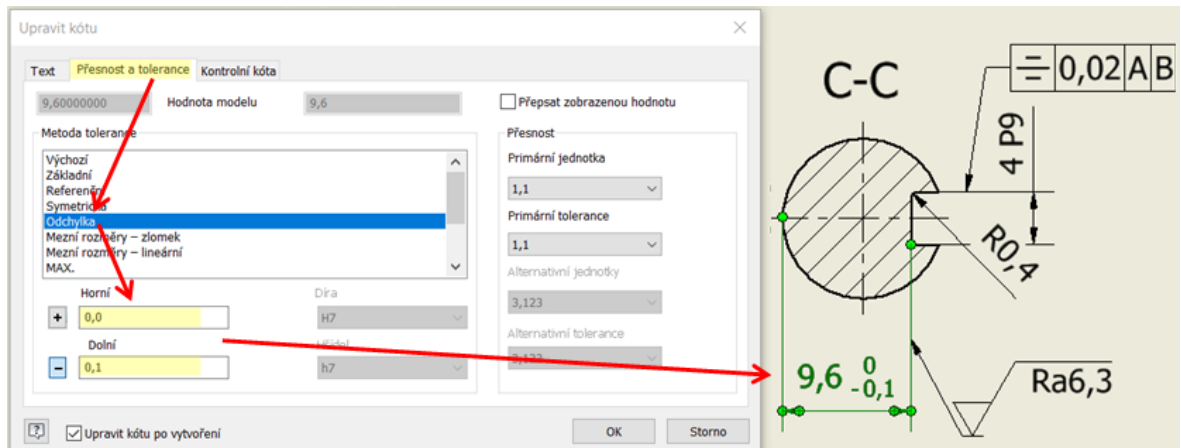 Upravit kótu
Text Přesnost a tolerance Kontrolní kóta
9,60000000 Hodnota modelu 9,6
Přepsat zobrazenou hodnotu
Metoda tolerance
Výchozí
Základní
Referenční
Symetrická
Odchylka
Mezní rozměry – zlomek
Mezní rozměry – lineární
MAX.
Horní
+ 0,0
Dolní
- 0,1
Díra
H7
Hřídel
h7
Přesnost
Primární jednotka
1,1
Primární tolerance
1,1
Alternativní jednotky
3,123
Alternativní tolerance
3,123
? Upravit kótu po vytvoření
OK Storno
C-C
0,02 A B
4 P9
R0,4
9,6 0
-0,1
Ra6,3